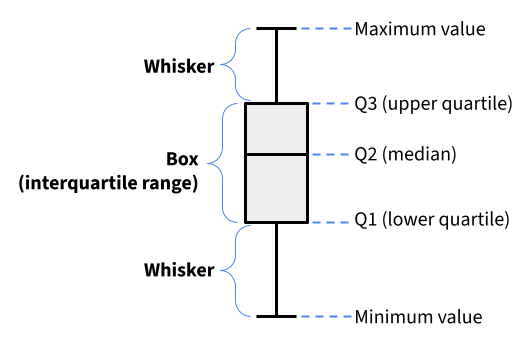 Maximum value
Whisker
Q3 (upper quartile)
Box
(interquartile range)
Q2 (median)
Q1 (lower quartile)
Whisker
Minimum value